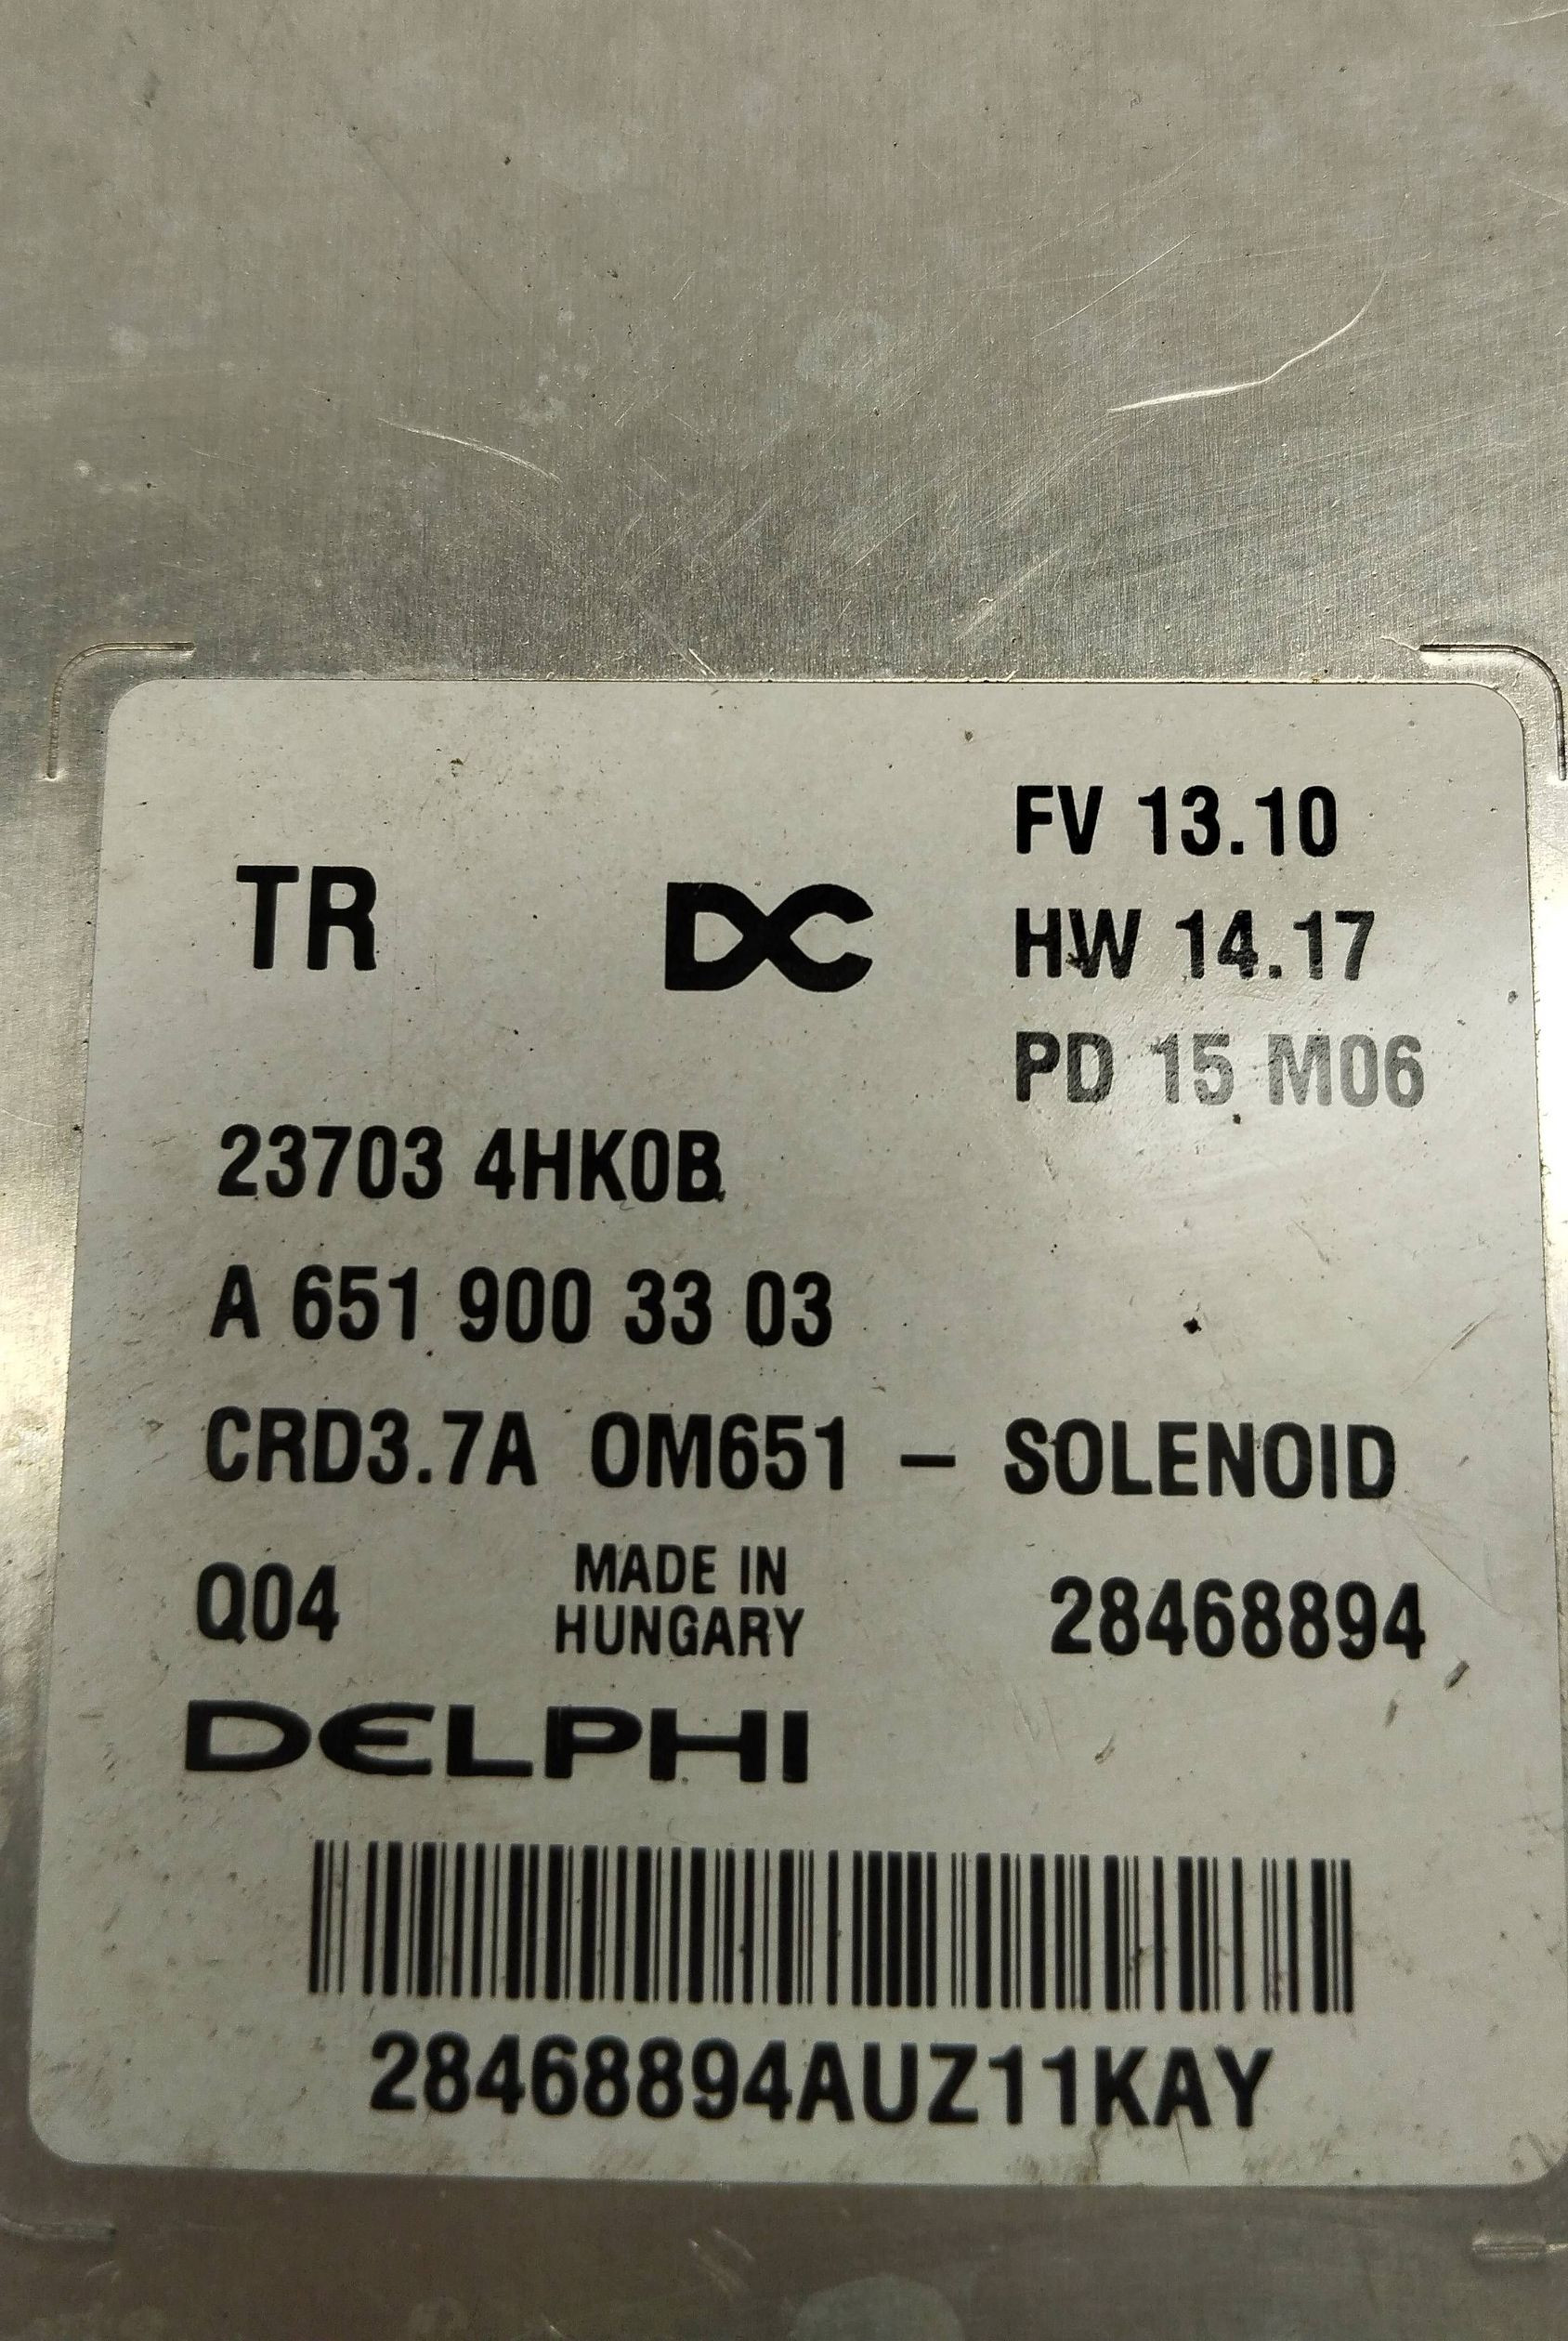 FV 13.10
TR DC HW 14.17
PD 15 M06
23703 4HK0B
A 651 900 33 03
CRD3.7A OM651 – SOLENOID
MADE IN
Q04 HUNGARY 28468894
DELPHI
28468894AUZ11KAY